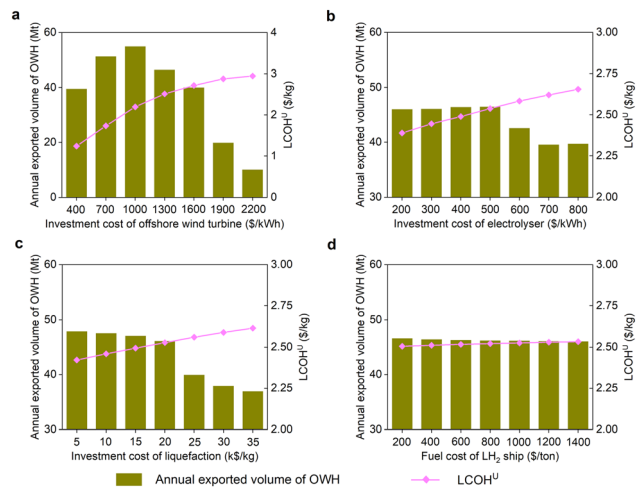 a
60
40
20
0
Annual exported volume of OWH (Mt)
4
3
2
1
0
LCOHᵁ ($/kg)
400 700 1000 1300 1600 1900 2200
Investment cost of offshore wind turbine ($/kWh)
b
60
50
40
30
Annual exported volume of OWH (Mt)
3.00
2.75
2.50
2.25
2.00
LCOHᵁ ($/kg)
200 300 400 500 600 700 800
Investment cost of electrolyser ($/kWh)
c
60
50
40
30
Annual exported volume of OWH (Mt)
3.00
2.75
2.50
2.25
2.00
LCOHᵁ ($/kg)
5 10 15 20 25 30 35
Investment cost of liquefaction (k$/kg)
d
60
50
40
30
Annual exported volume of OWH (Mt)
3.00
2.75
2.50
2.25
2.00
LCOHᵁ ($/kg)
200 400 600 800 1000 1200 1400
Fuel cost of LH₂ ship ($/ton)
Annual exported volume of OWH
LCOHᵁ